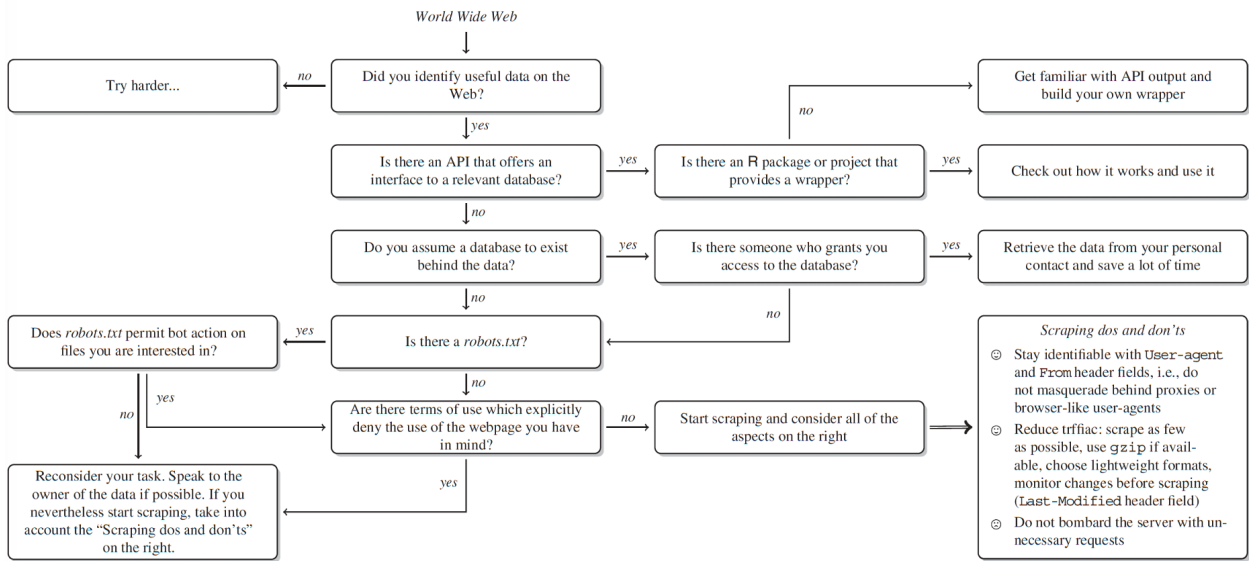 World Wide Web
Try harder...
no
Did you identify useful data on the
Web?
Get familiar with API output and
build your own wrapper
no
yes
Is there an API that offers an
interface to a relevant database?
yes
Is there an R package or project that
provides a wrapper?
yes
Check out how it works and use it
no
Do you assume a database to exist
behind the data?
yes
Is there someone who grants you
access to the database?
yes
Retrieve the data from your personal
contact and save a lot of time
no
no
Does robots.txt permit bot action on
files you are interested in?
yes
Is there a robots.txt?
no
yes
no
Are there terms of use which explicitly
deny the use of the webpage you have
in mind?
no
Start scraping and consider all of the
aspects on the right
yes
Reconsider your task. Speak to the
owner of the data if possible. If you
nevertheless start scraping, take into
account the “Scraping dos and don’ts”
on the right.
Scraping dos and don’ts
Stay identifiable with User-agent
and From header fields, i.e., do
not masquerade behind proxies or
browser-like user-agents
Reduce trffiac: scrape as few
as possible, use gzip if avail-
able, choose lightweight formats,
monitor changes before scraping
(Last-Modified header field)
Do not bombard the server with un-
necessary requests